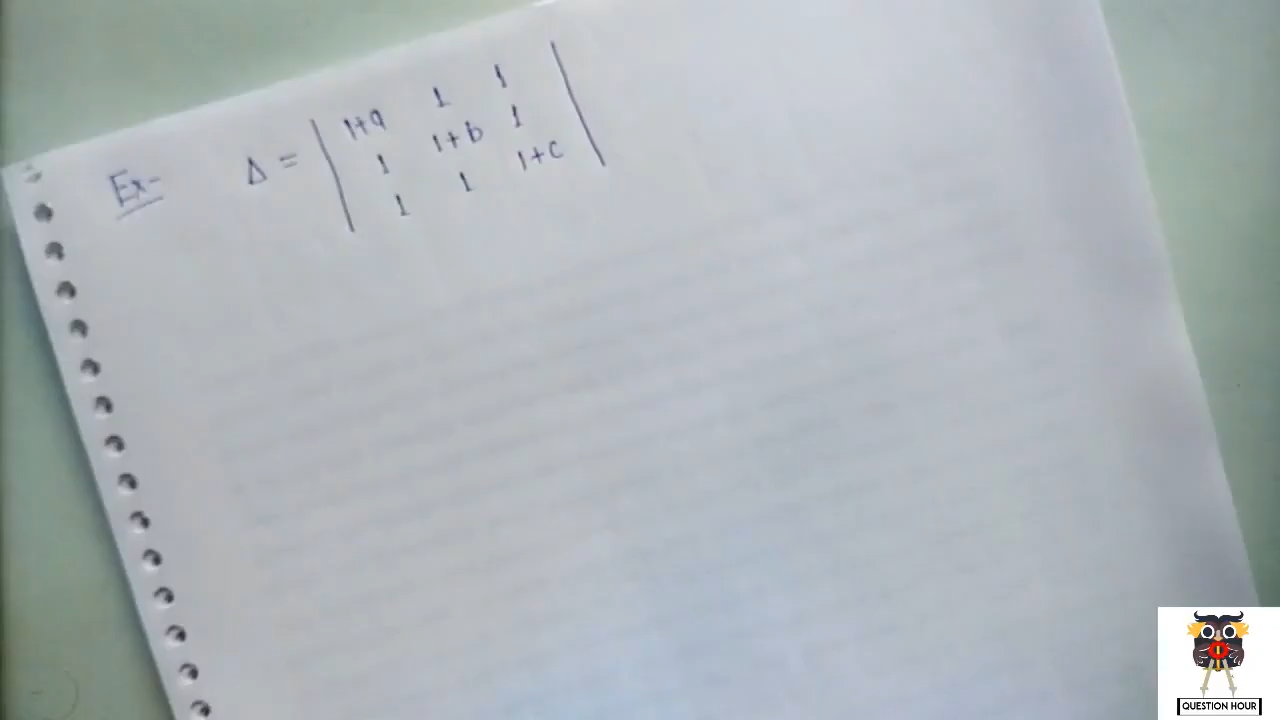 Ex- Δ = | 1+a 1 1 |
| 1 1+b 1 |
| 1 1 1+c |
QUESTION HOUR